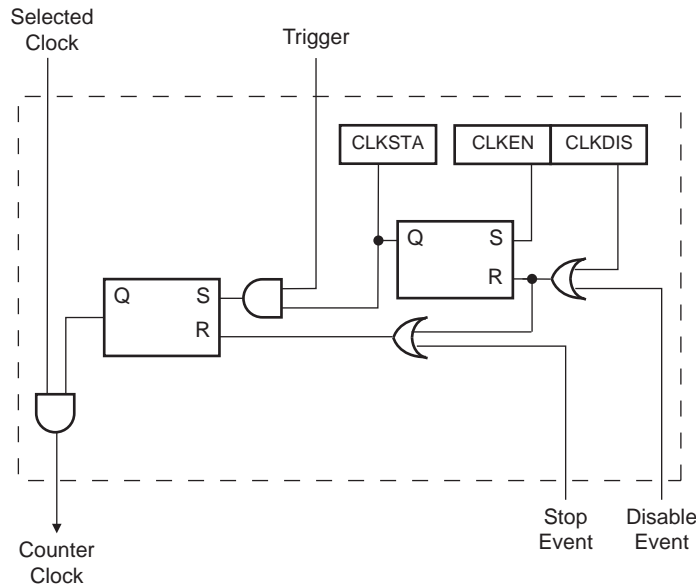 Selected
Clock
Trigger
CLKSTA
CLKEN
CLKDIS
Q
S
R
Q
S
R
Stop
Event
Disable
Event
Counter
Clock